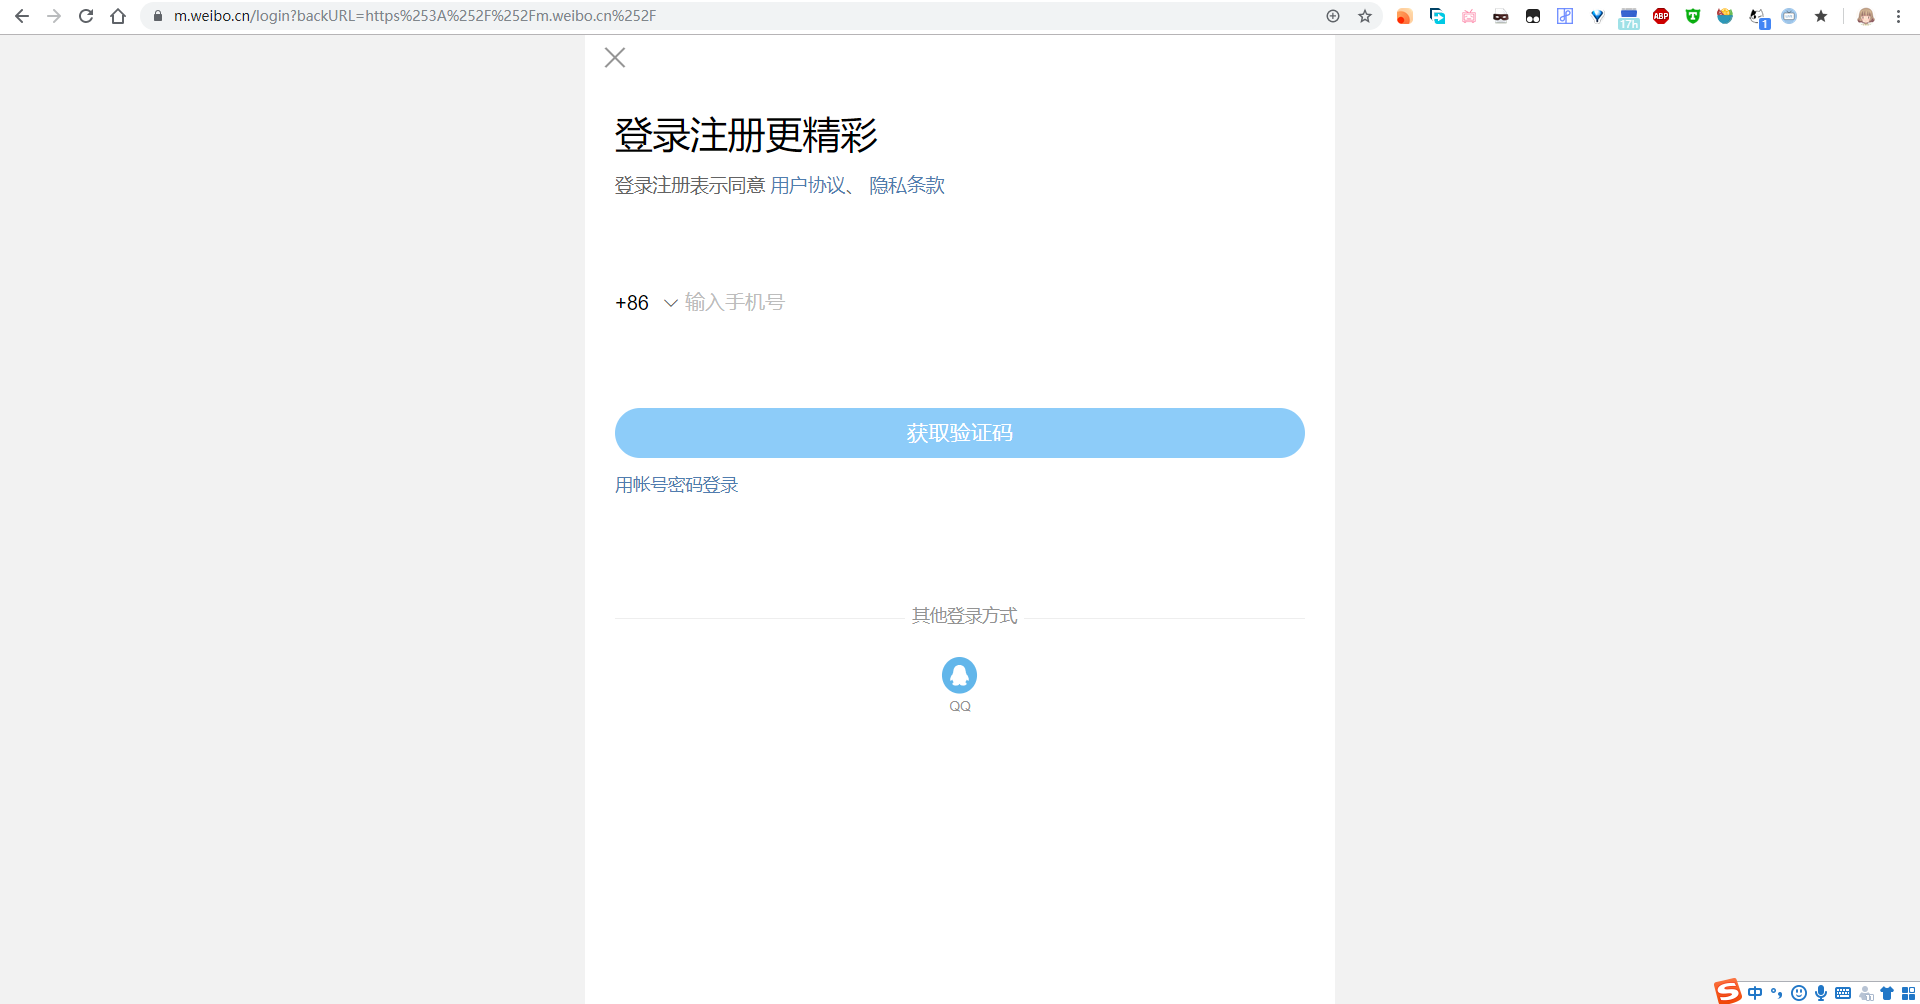 m.weibo.cn/login?backURL=https%253A%252F%252Fm.weibo.cn%252F
17h
ABP
1
登录注册更精彩
登录注册表示同意 用户协议、 隐私条款
+86 输入手机号
获取验证码
用帐号密码登录
其他登录方式
QQ
中